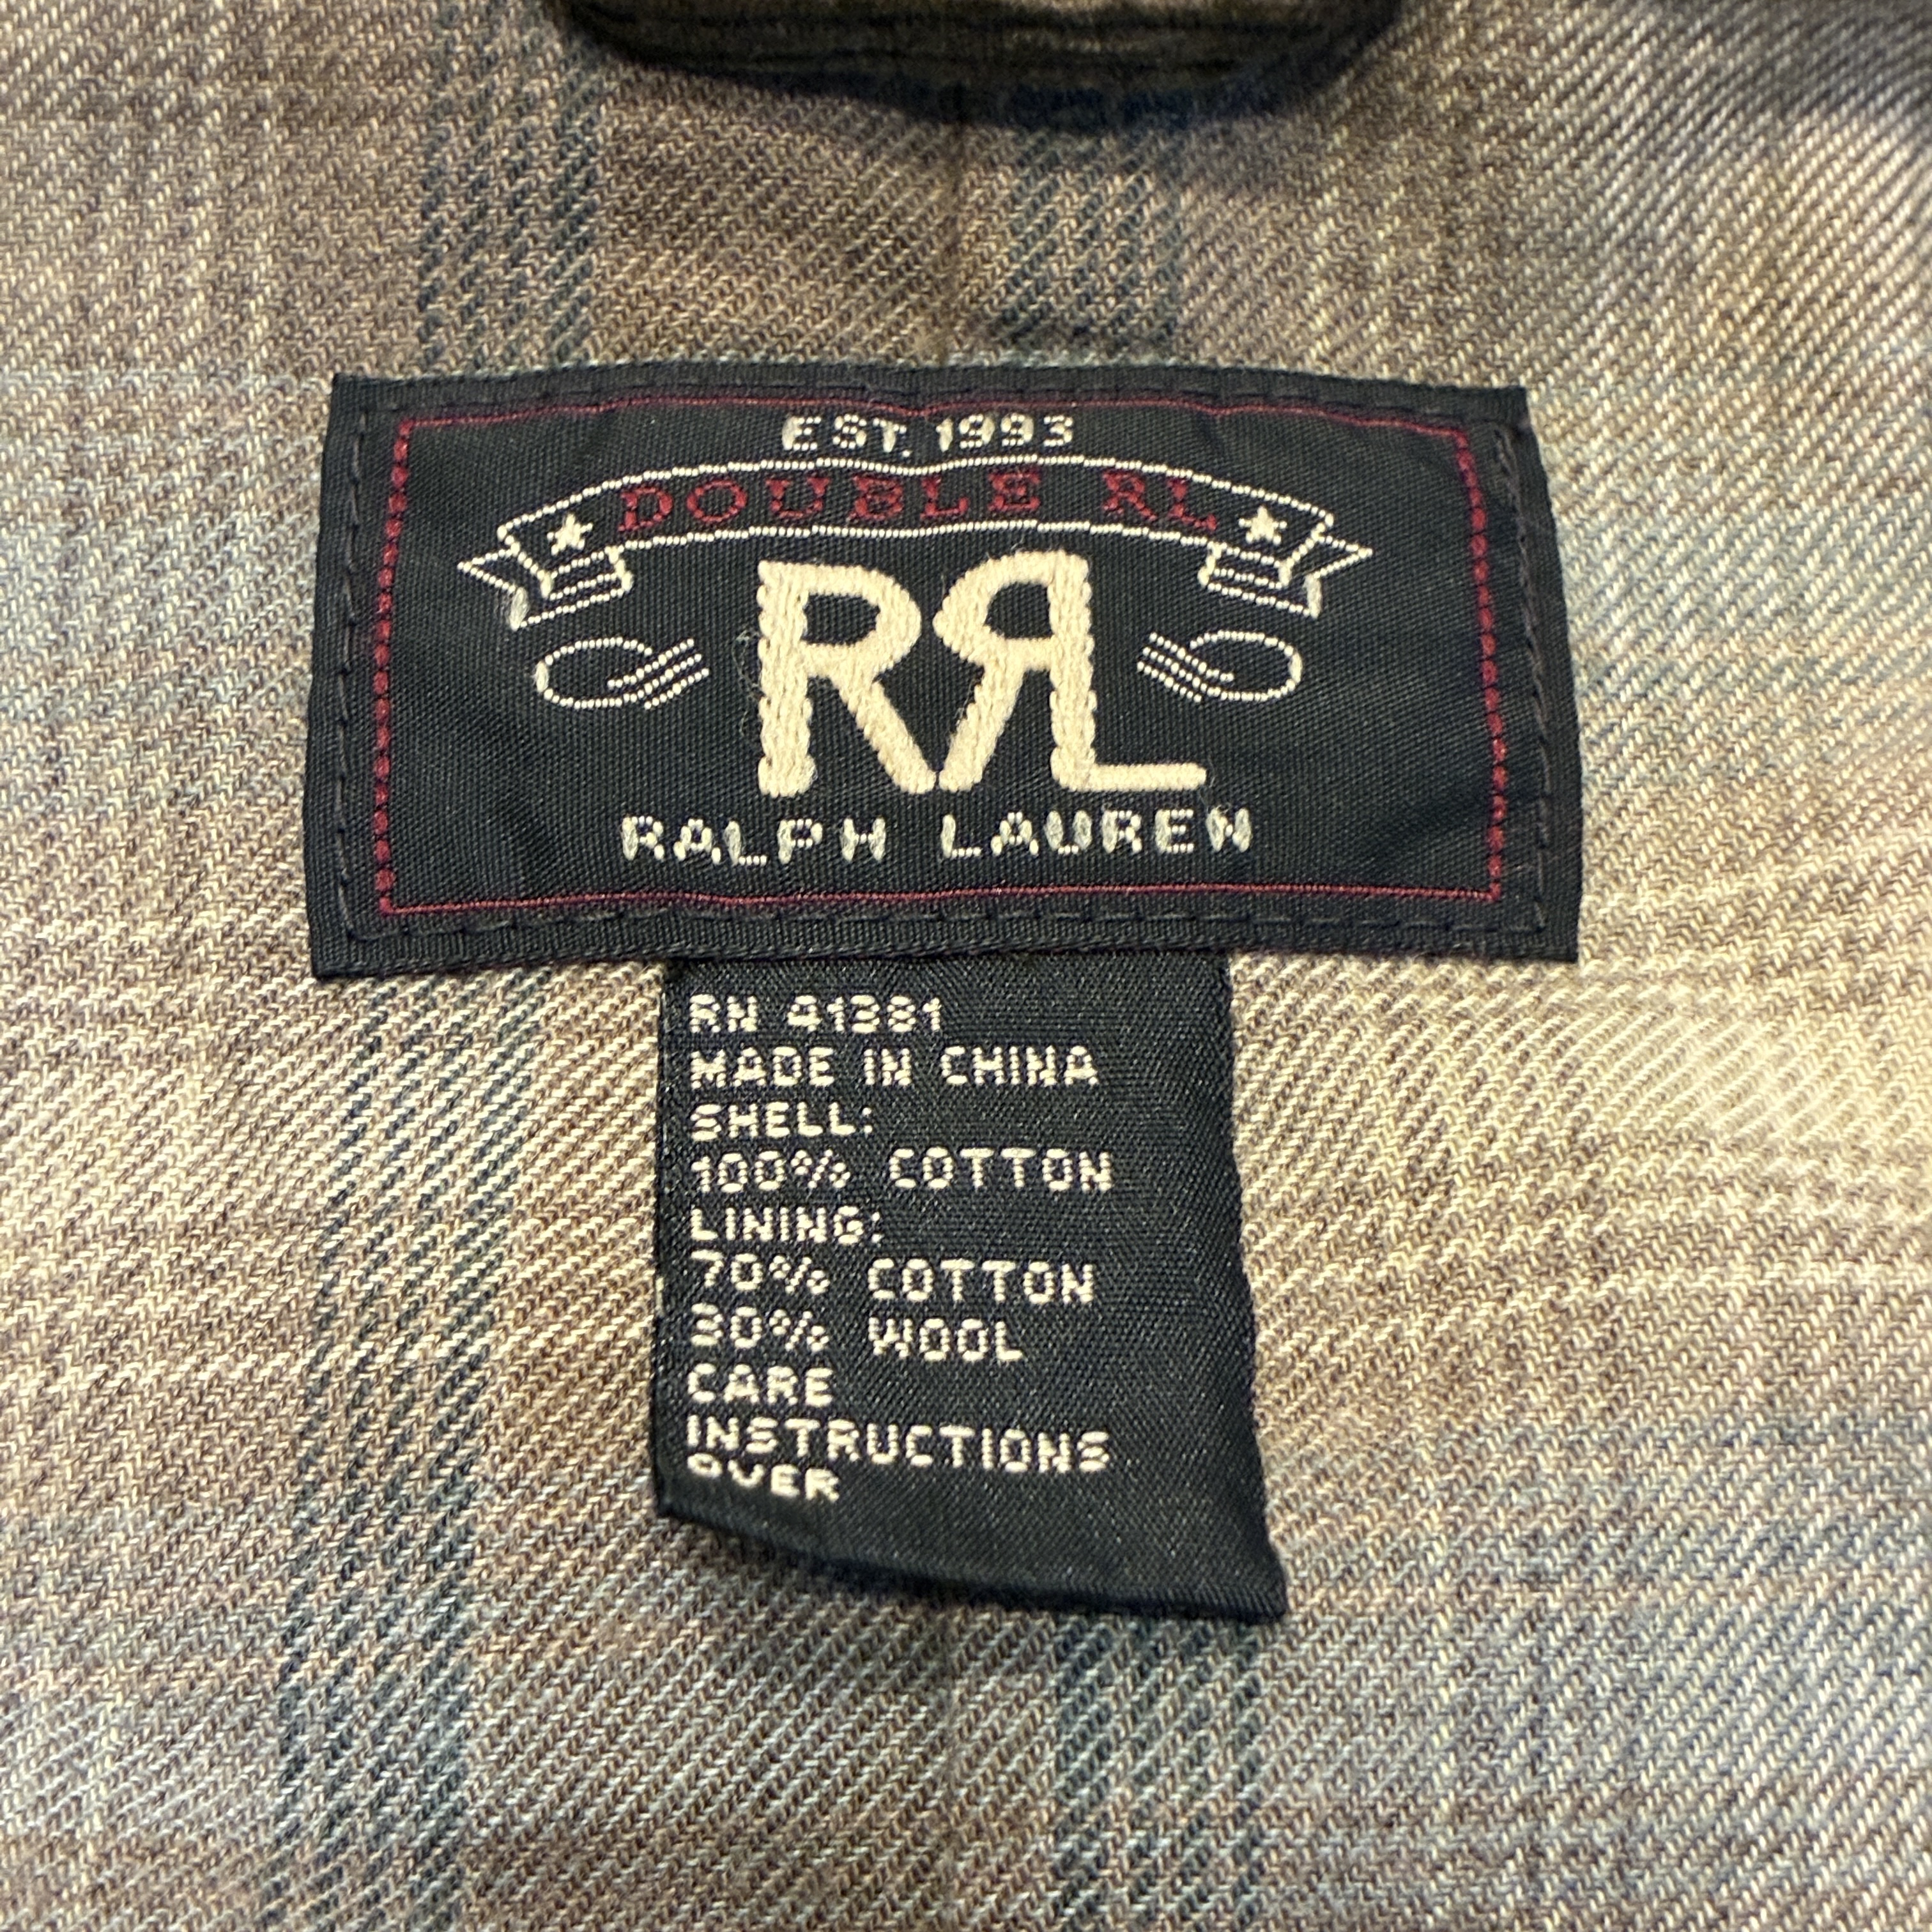 EST. 1993
DOUBLE RL
RRL
RALPH LAUREN
RN 41381
MADE IN CHINA
SHELL:
100% COTTON
LINING:
70% COTTON
30% WOOL
CARE
INSTRUCTIONS
OVER